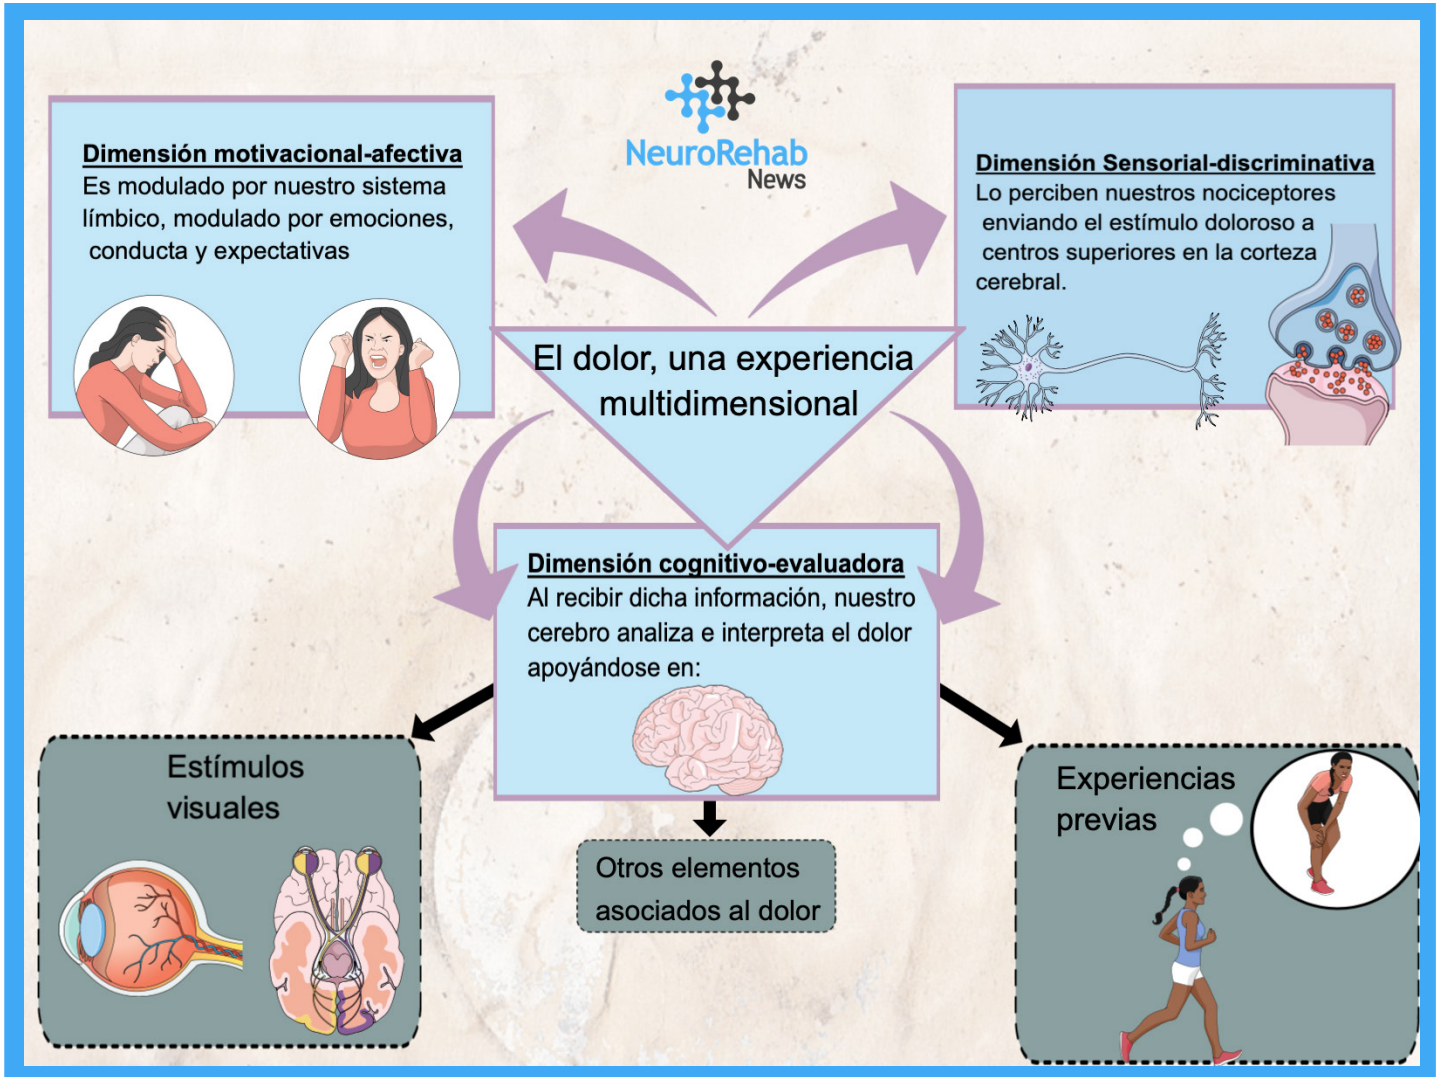 NeuroRehab
News
Dimensión motivacional-afectiva
Es modulado por nuestro sistema
límbico, modulado por emociones,
conducta y expectativas
Dimensión Sensorial-discriminativa
Lo perciben nuestros nociceptores
enviando el estímulo doloroso a
centros superiores en la corteza
cerebral.
El dolor, una experiencia
multidimensional
Dimensión cognitivo-evaluadora
Al recibir dicha información, nuestro
cerebro analiza e interpreta el dolor
apoyándose en:
Estímulos
visuales
Otros elementos
asociados al dolor
Experiencias
previas